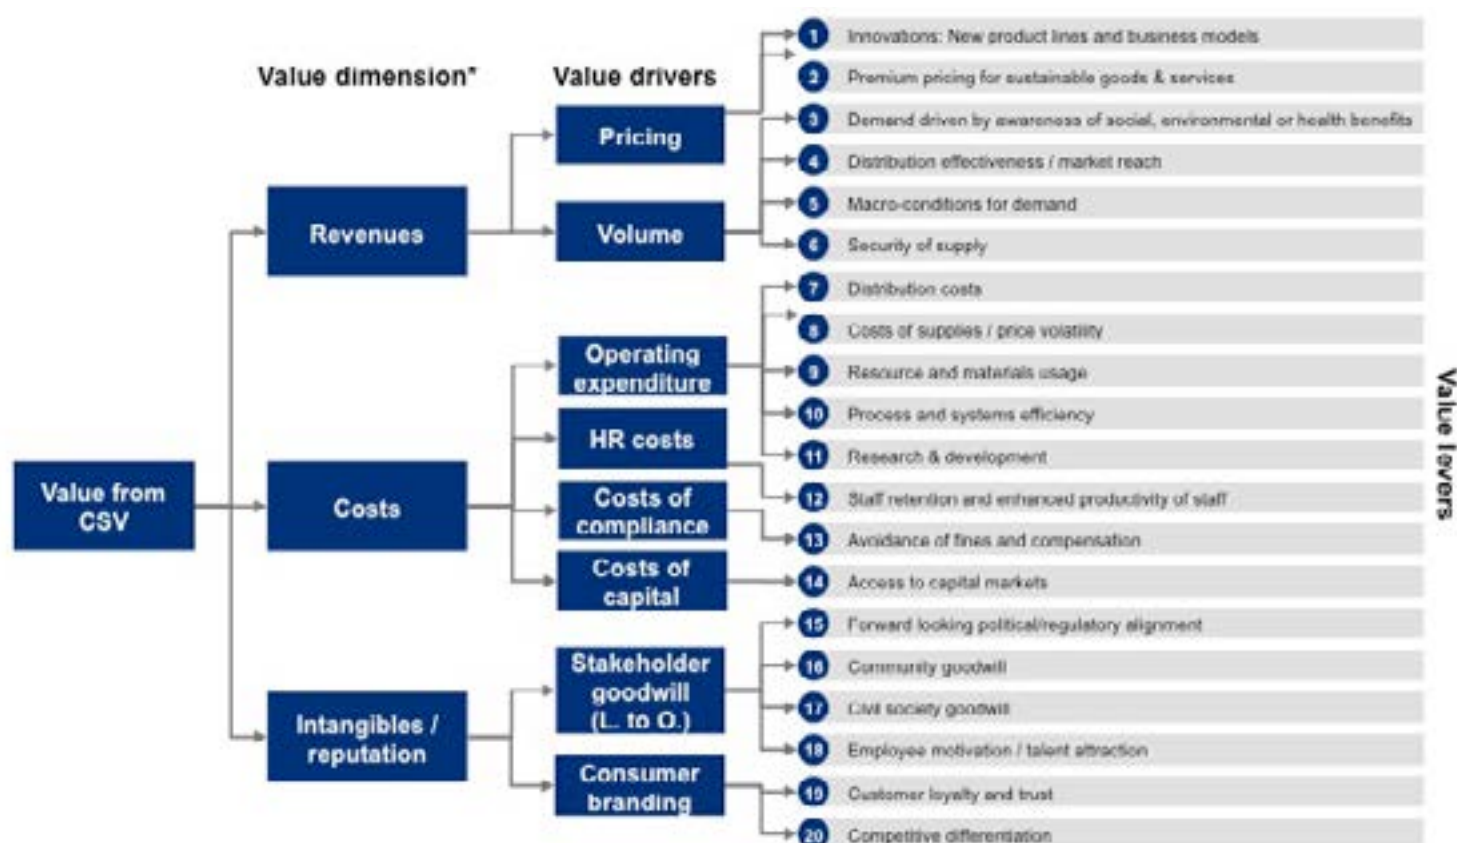 Value dimension*
Value drivers
Value from
CSV
Revenues
Costs
Intangibles /
reputation
Pricing
Volume
Operating
expenditure
HR costs
Costs of
compliance
Costs of
capital
Stakeholder
goodwill
(L. to O.)
Consumer
branding
1 Innovations: New product lines and business models
2 Premium pricing for sustainable goods & services
3 Demand driven by awareness of social, environmental or health benefits
4 Distribution effectiveness / market reach
5 Macro-conditions for demand
6 Security of supply
7 Distribution costs
8 Costs of supplies / price volatility
9 Resource and materials usage
10 Process and systems efficiency
11 Research & development
12 Staff retention and enhanced productivity of staff
13 Avoidance of fines and compensation
14 Access to capital markets
15 Forward looking political/regulatory alignment
16 Community goodwill
17 Civil society goodwill
18 Employee motivation / talent attraction
19 Customer loyalty and trust
20 Competitive differentiation
Value levers